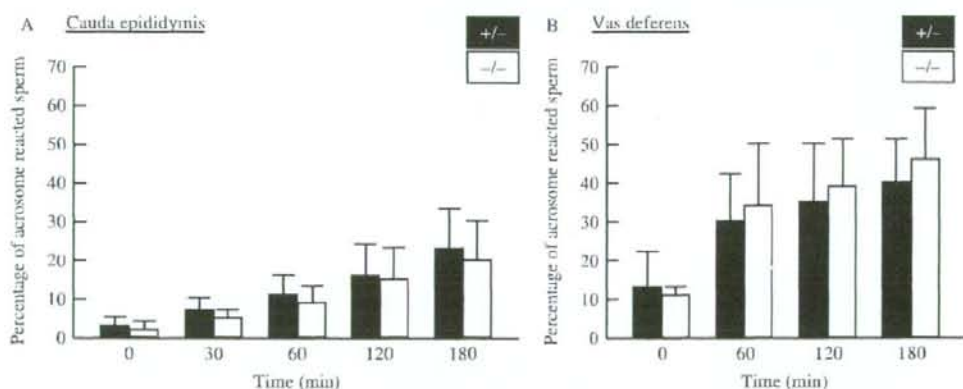 A Cauda epididymis
+/−
−/−
Percentage of acrosome reacted sperm
70
60
50
40
30
20
10
0
0 30 60 120 180
Time (min)
B Vas deferens
+/−
−/−
Percentage of acrosome reacted sperm
70
60
50
40
30
20
10
0
0 60 120 180
Time (min)